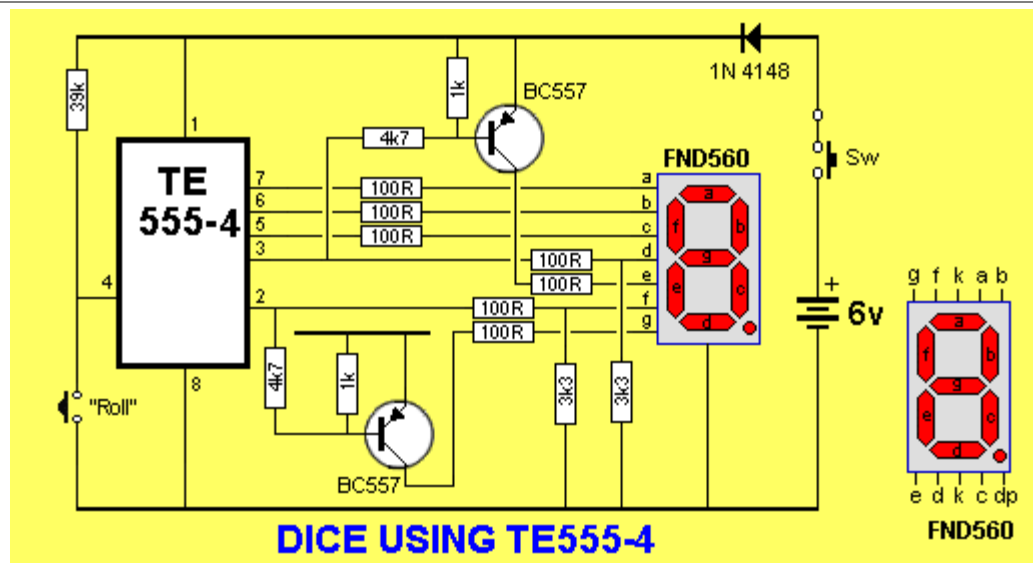 1N 4148
39k
1k
BC557
1
4k7
FND560
Sw
TE
555-4
7
100R
a
6
100R
b
5
100R
c
3
d
100R
e
100R
4
2
100R
f
100R
g
+
6v
a
f
b
g
e
c
d
g f k a b
a
f
b
g
e
c
d
e d k c dp
FND560
8
4k7
1k
3k3
3k3
"Roll"
BC557
DICE USING TE555-4